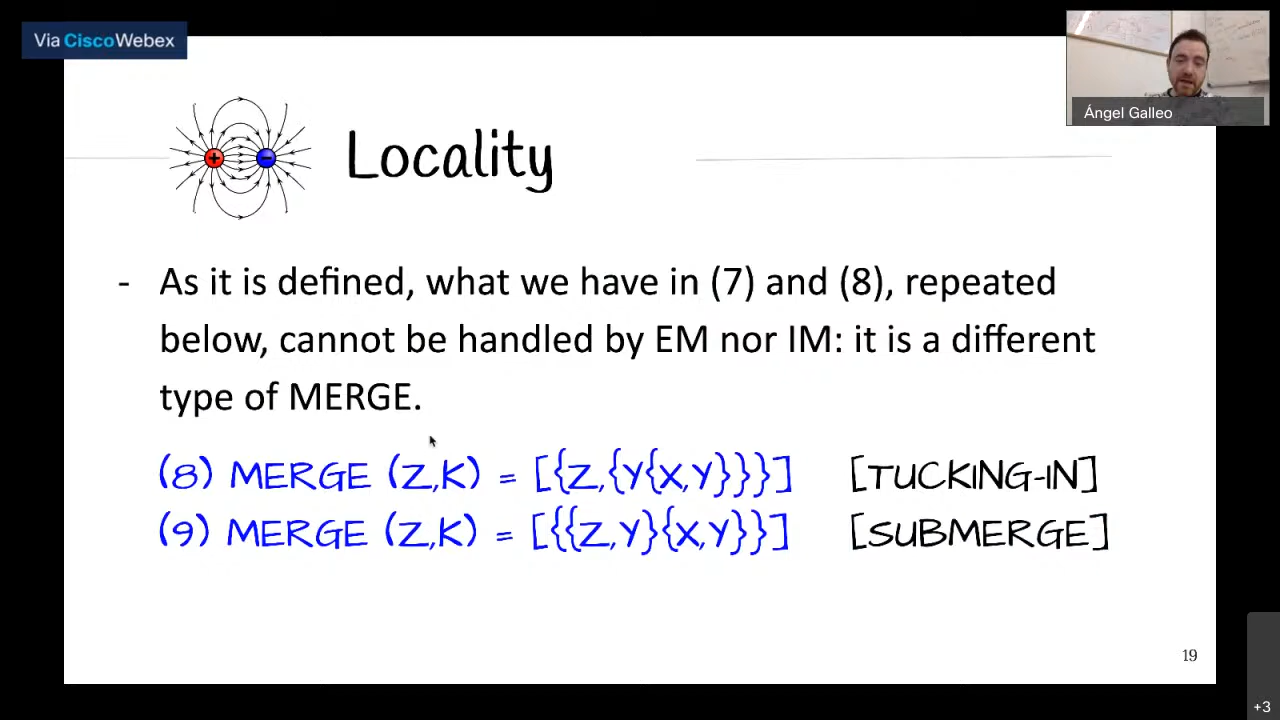 Via Cisco Webex
Ángel Galleo
+ -
Locality
- As it is defined, what we have in (7) and (8), repeated
below, cannot be handled by EM nor IM: it is a different
type of MERGE.
(8) MERGE (Z,K) = [{Z,{Y{X,Y}}}] [TUCKING-IN]
(9) MERGE (Z,K) = [{{Z,Y}{X,Y}}] [SUBMERGE]
19
+3